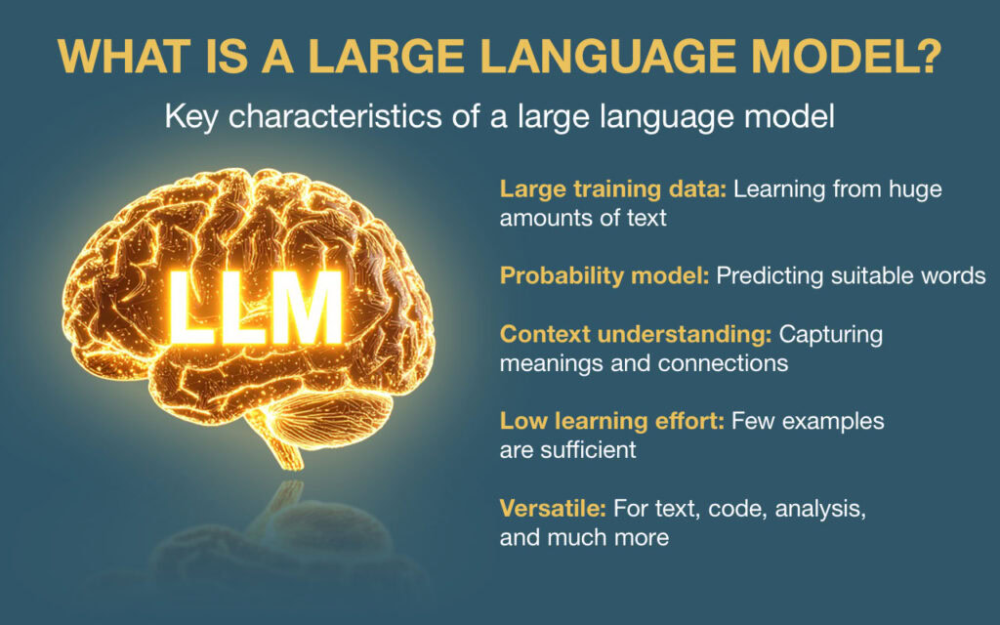 WHAT IS A LARGE LANGUAGE MODEL?
Key characteristics of a large language model
LLM
Large training data: Learning from huge
amounts of text
Probability model: Predicting suitable words
Context understanding: Capturing
meanings and connections
Low learning effort: Few examples
are sufficient
Versatile: For text, code, analysis,
and much more